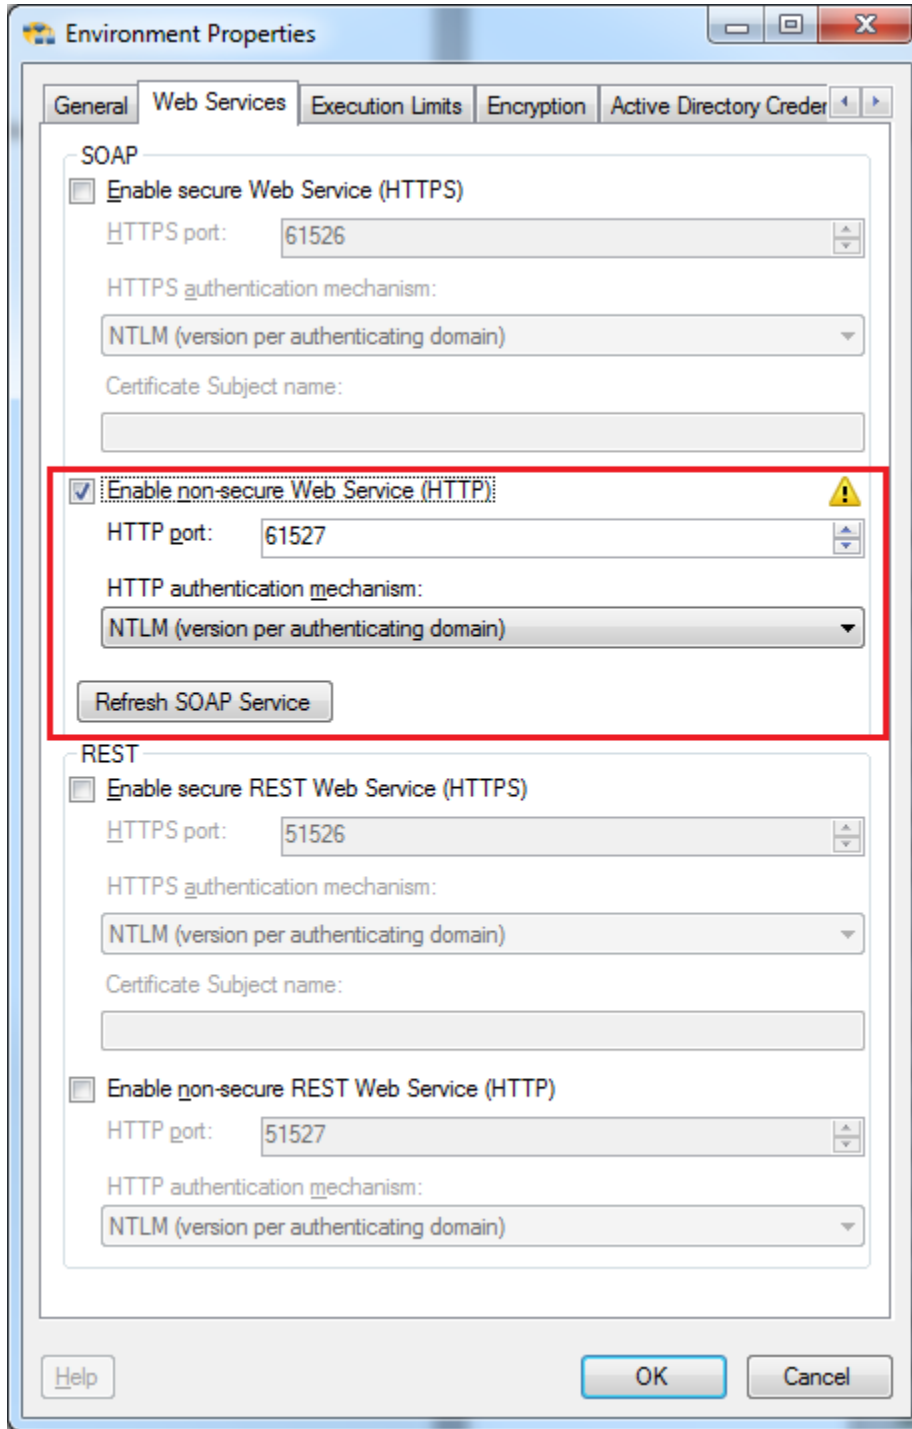 Environment Properties
General Web Services Execution Limits Encryption Active Directory Creder
SOAP
Enable secure Web Service (HTTPS)
HTTPS port: 61526
HTTPS authentication mechanism:
NTLM (version per authenticating domain)
Certificate Subject name:
Enable non-secure Web Service (HTTP)
HTTP port: 61527
HTTP authentication mechanism:
NTLM (version per authenticating domain)
Refresh SOAP Service
REST
Enable secure REST Web Service (HTTPS)
HTTPS port: 51526
HTTPS authentication mechanism:
NTLM (version per authenticating domain)
Certificate Subject name:
Enable non-secure REST Web Service (HTTP)
HTTP port: 51527
HTTP authentication mechanism:
NTLM (version per authenticating domain)
Help OK Cancel